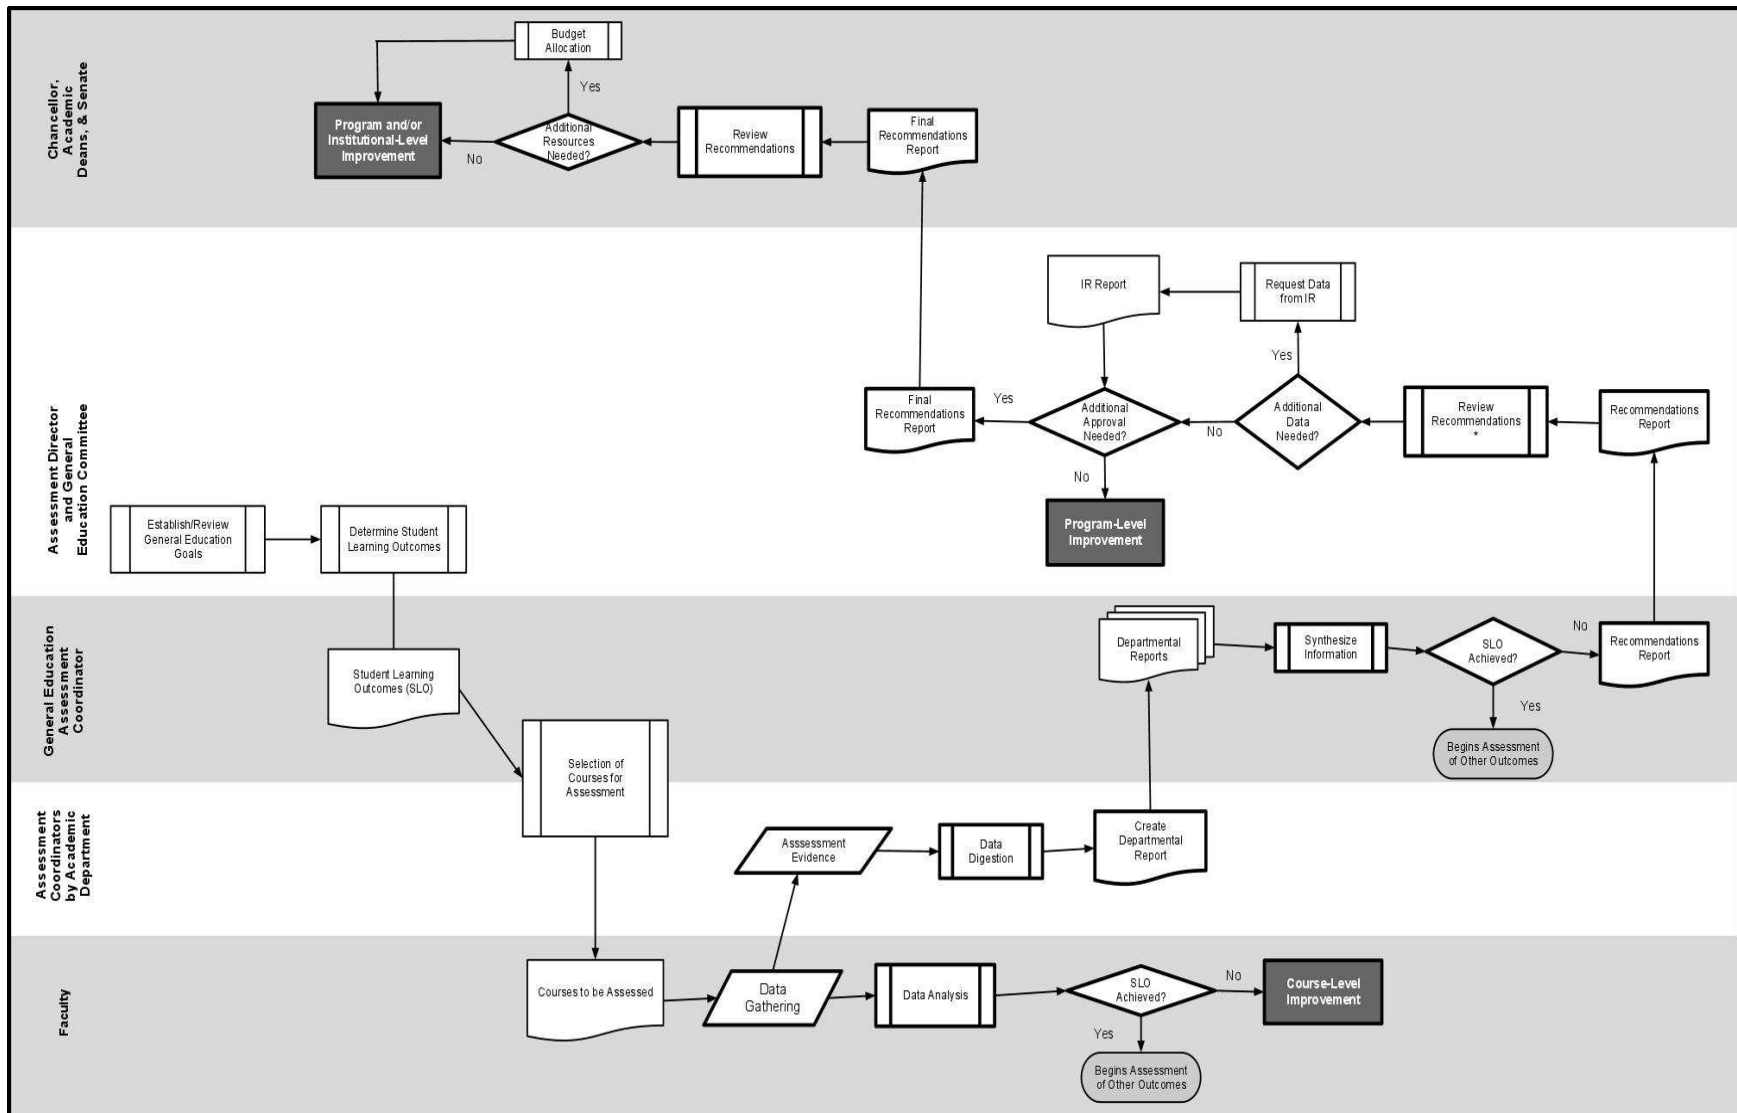 Chancellor,
Academic
Deans, & Senate
Budget
Allocation
Yes
Program and/or
Institutional-Level
Improvement
No
Additional
Resources
Needed?
Review
Recommendations
Final
Recommendations
Report
Assessment Director
and General
Education Committee
IR Report
Request Data
from IR
Yes
Final
Recommendations
Report
Yes
Additional
Approval
Needed?
No
Additional
Data
Needed?
Review
Recommendations
*
Recommendations
Report
No
Program-Level
Improvement
Establish/Review
General Education
Goals
Determine Student
Learning Outcomes
General Education
Assessment
Coordinator
Student Learning
Outcomes (SLO)
Departmental
Reports
Synthesize
Information
SLO
Achieved?
No
Recommendations
Report
Yes
Begins Assessment
of Other Outcomes
Selection of
Courses for
Assessment
Assessment
Coordinators
by Academic
Department
Asssessment
Evidence
Data
Digestion
Create
Departmental
Report
Faculty
Courses to be Assessed
Data
Gathering
Data Analysis
SLO
Achieved?
No
Course-Level
Improvement
Yes
Begins Assessment
of Other Outcomes